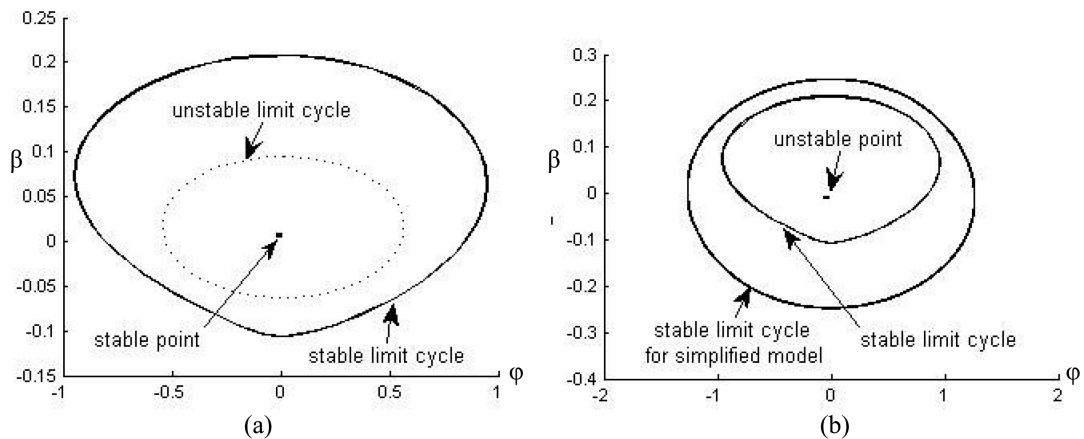 0.25
0.2
0.15
0.1
0.05
0
-0.05
-0.1
-0.15
β
unstable limit cycle
stable point
stable limit cycle
-1
-0.5
0
0.5
1
φ
(a)
0.3
0.2
0.1
0
-0.1
-0.2
-0.3
-0.4
β
-
unstable point
stable limit cycle
for simplified model
stable limit cycle
-2
-1
0
1
2
φ
(b)